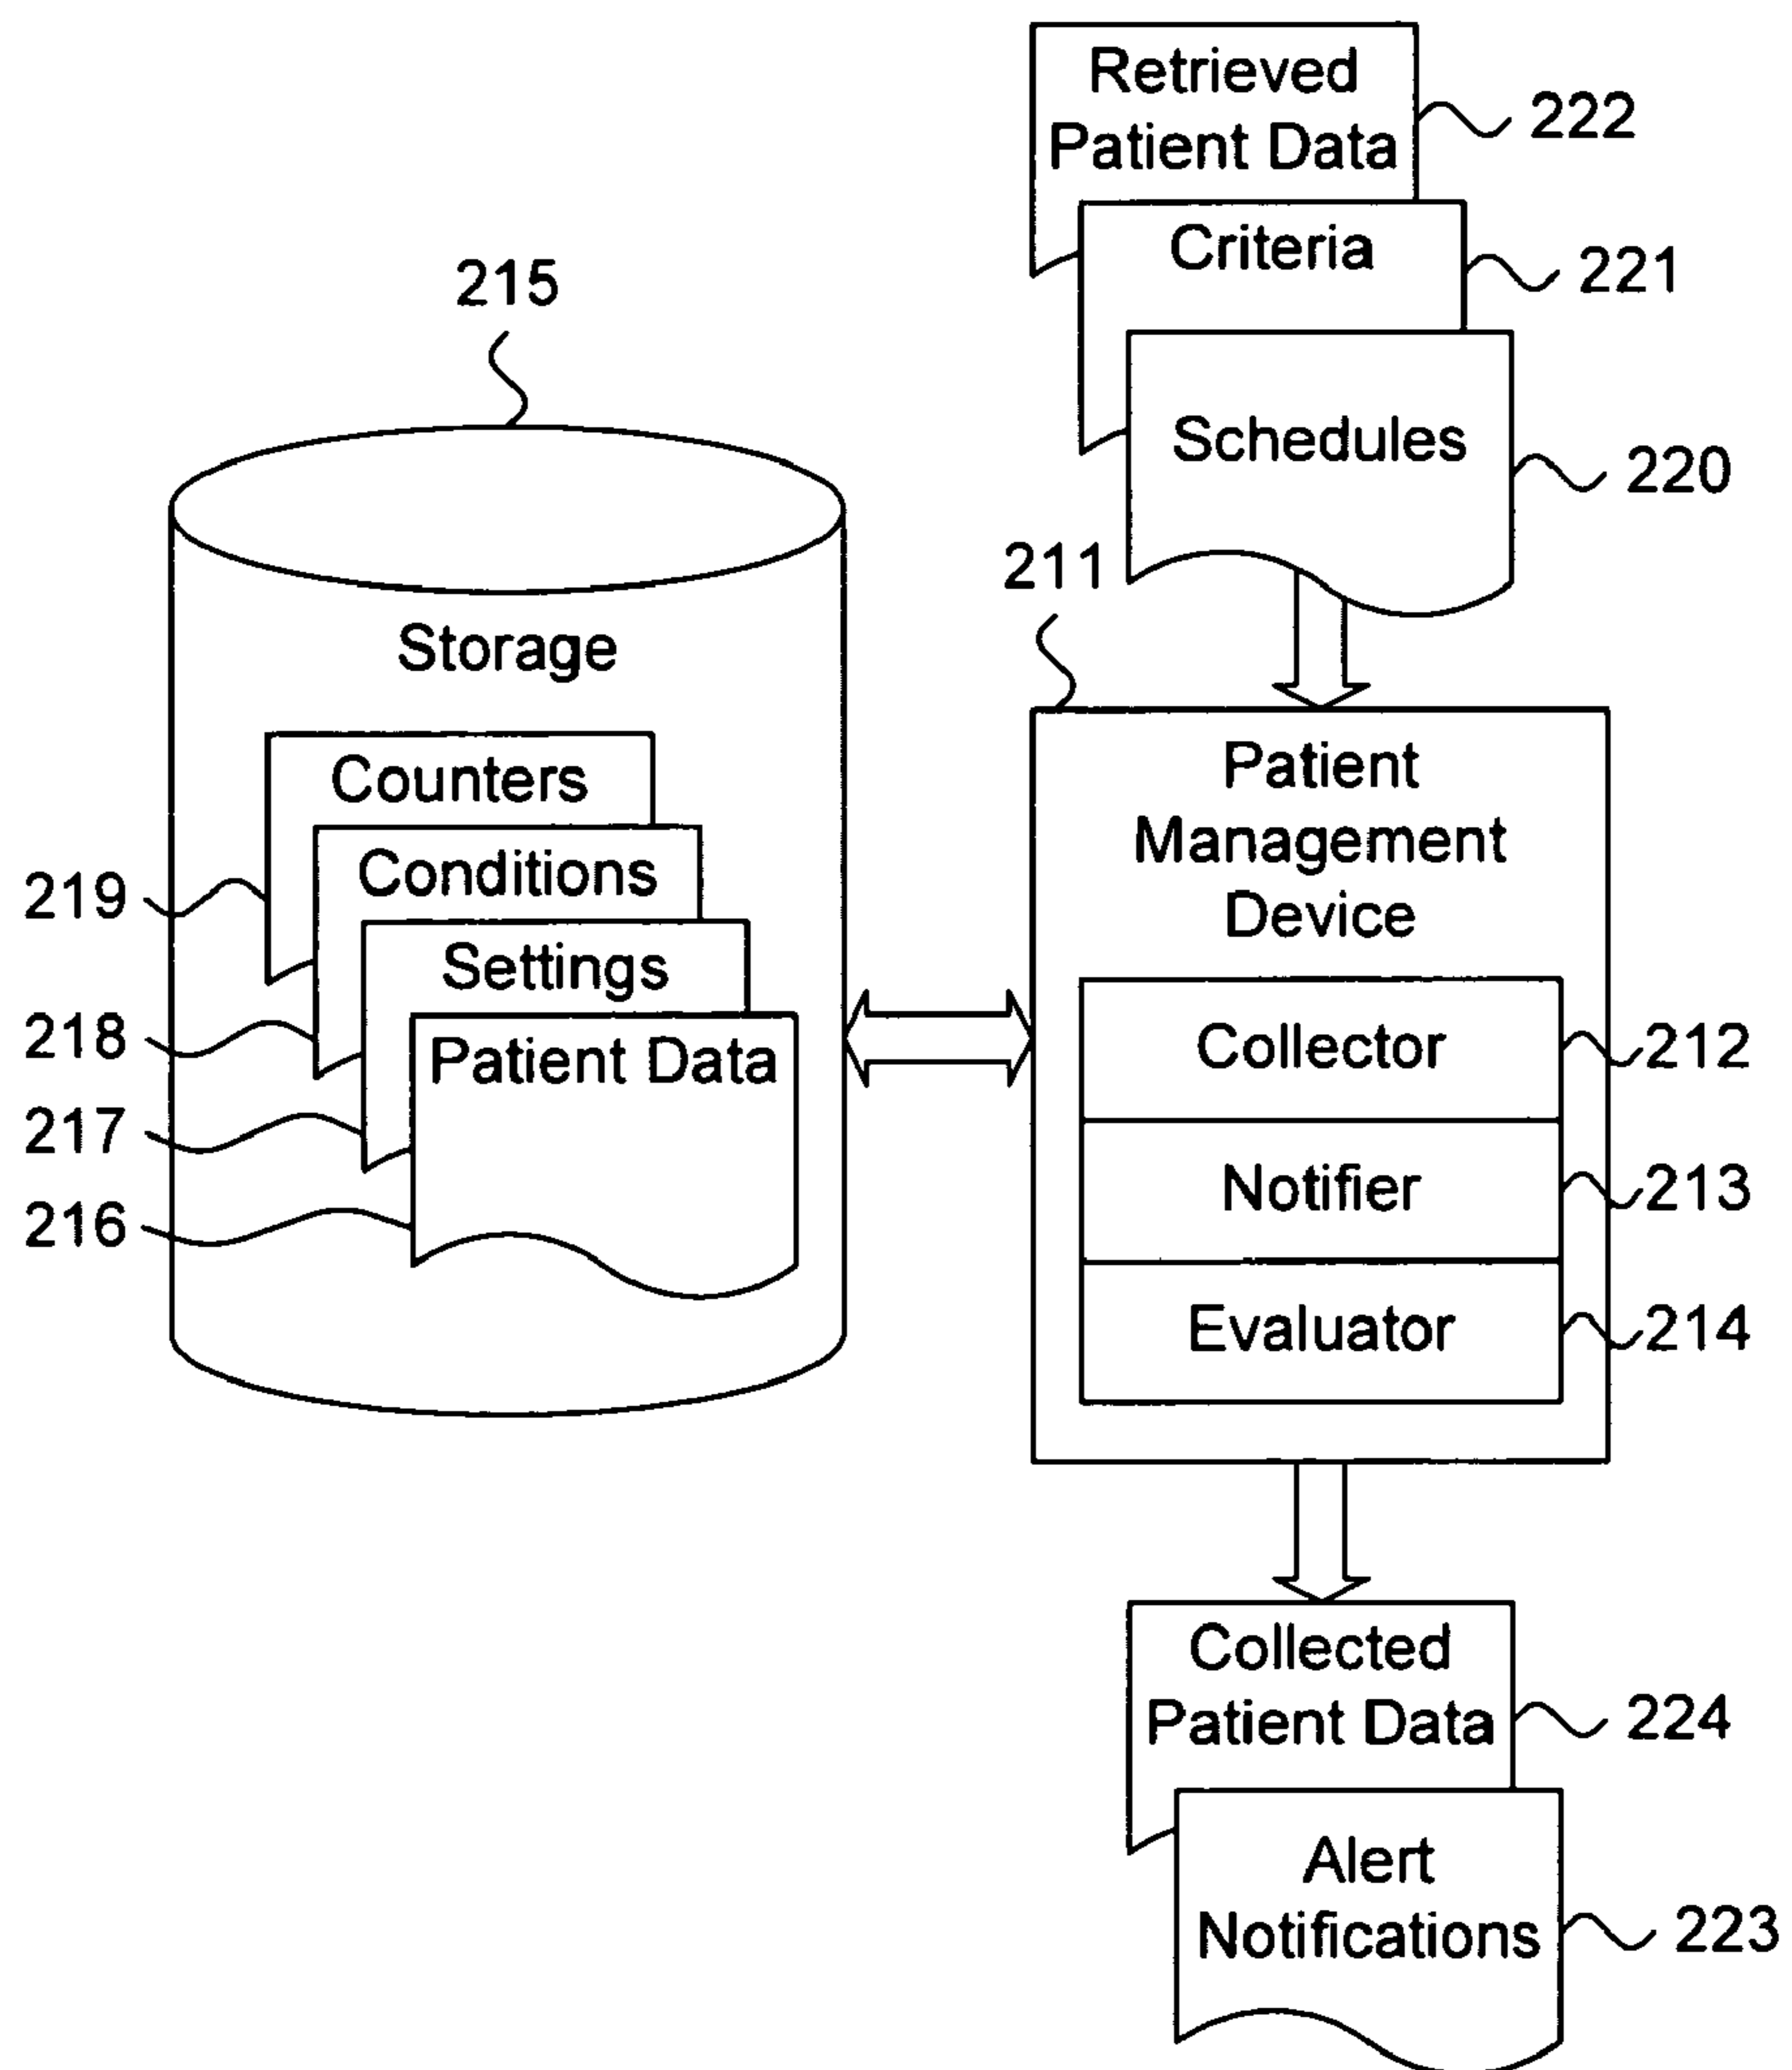 Retrieved
Patient Data
222
Criteria
221
215
Schedules
220
211
Storage
Patient
Management
Device
Counters
219
Conditions
218
Settings
217
Patient Data
216
Collector
212
Notifier
213
Evaluator
214
Collected
Patient Data
224
Alert
Notifications
223